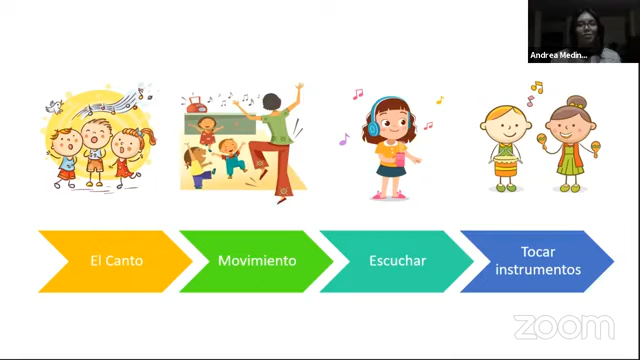 Andrea Medin...
El Canto
Movimiento
Escuchar
Tocar
instrumentos
zoom